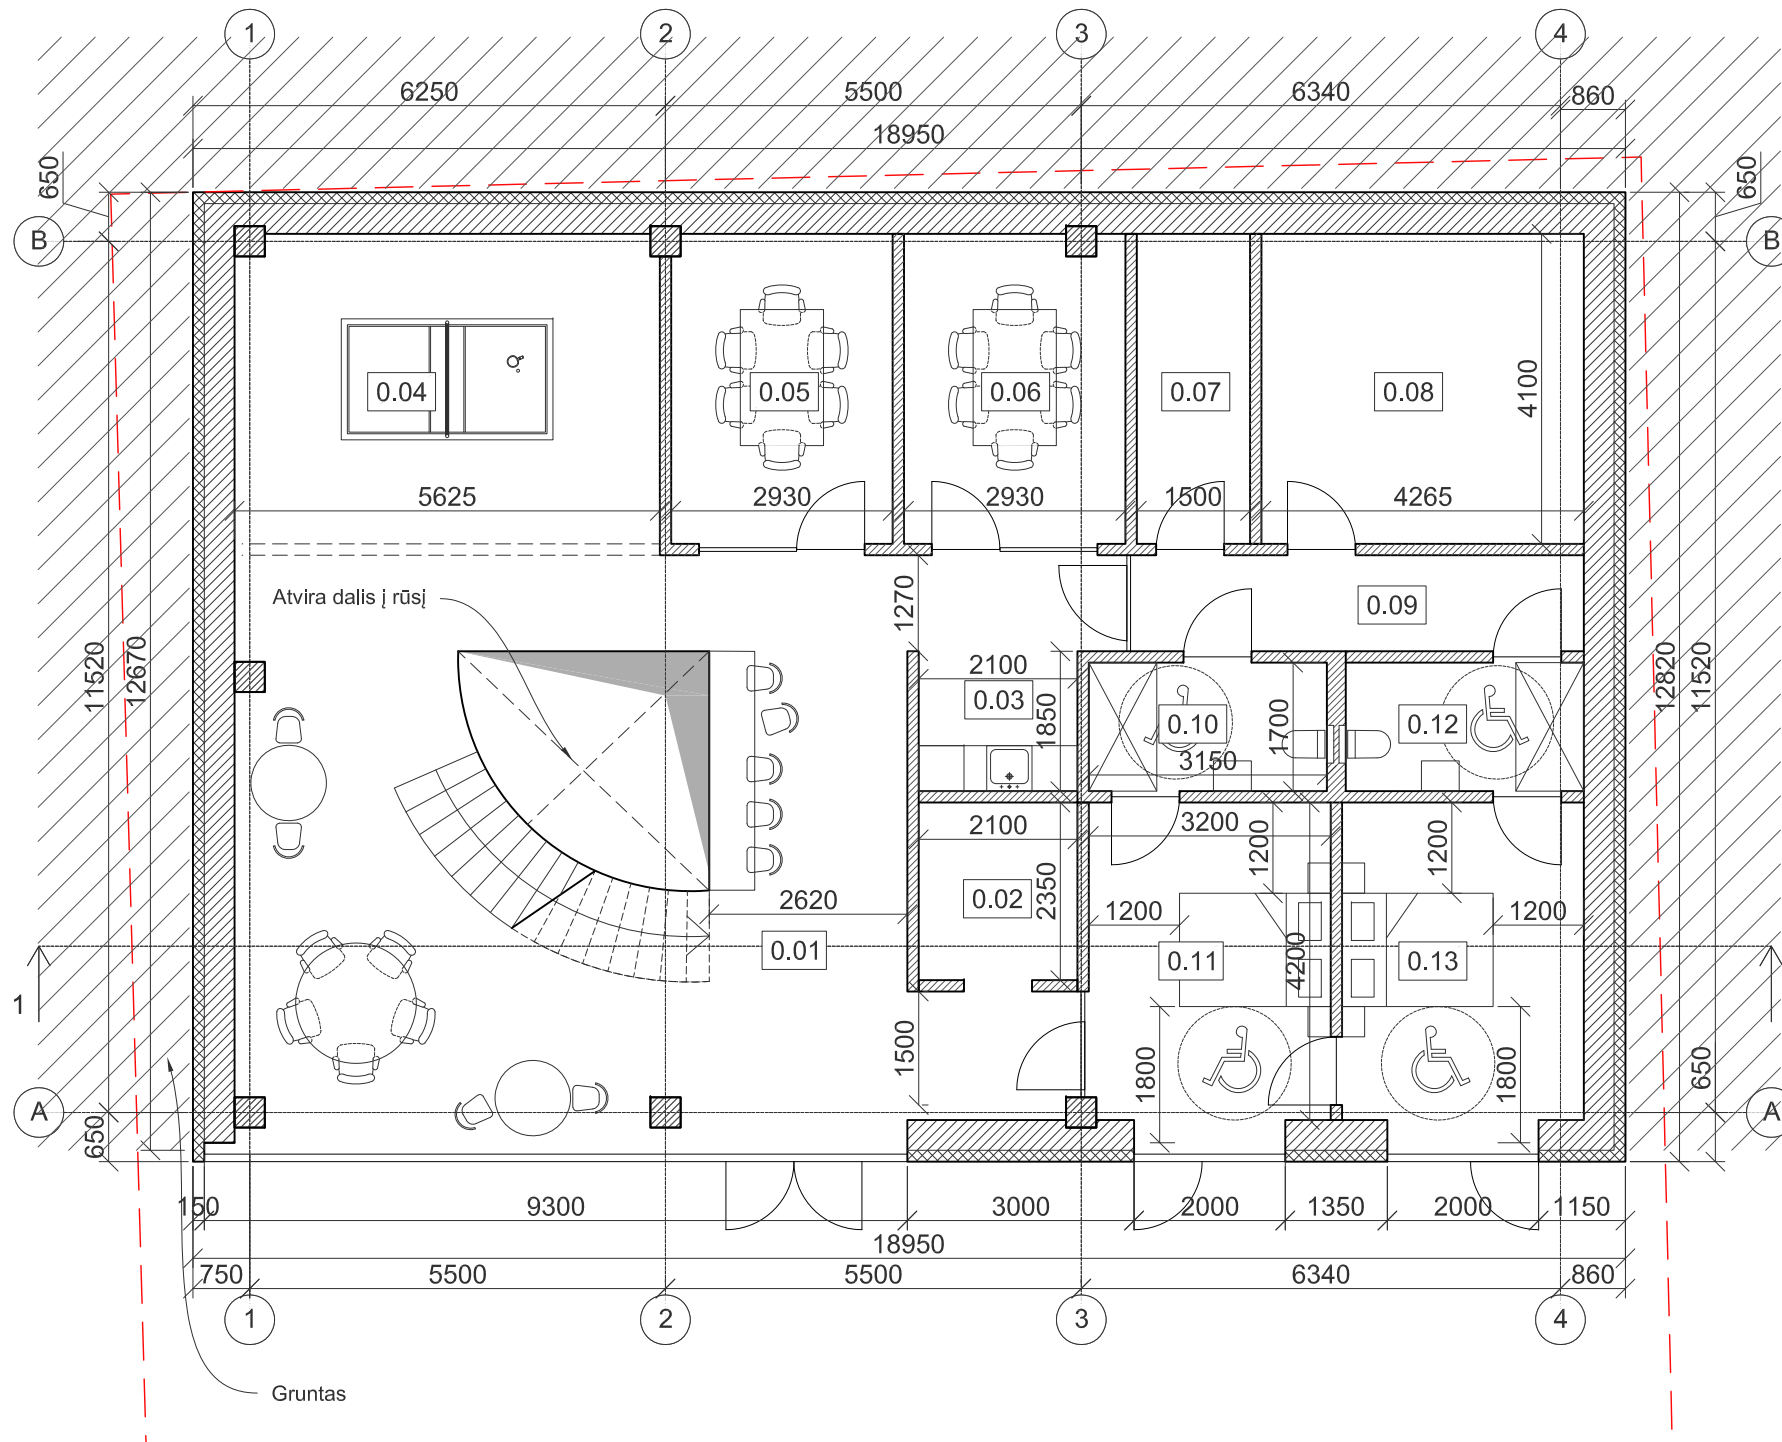 1 2 3 4
6250 5500 6340 860
18950
650 650
B B
0.04 0.05 0.06 0.07 0.08
4100
5625 2930 2930 1500 4265
Atvira dalis į rūsį
1270
0.09
11520 12670 12820 11520
2100
0.03 1850
0.10 1700 0.12
3150
2100 3200
1200 1200
0.02 2350
2620 1200 1200
0.01 0.11 4200 0.13
1
1500 1800 1800
A A
650 650
150 9300 3000 2000 1350 2000 1150
18950
750 5500 5500 6340 860
1 2 3 4
Gruntas